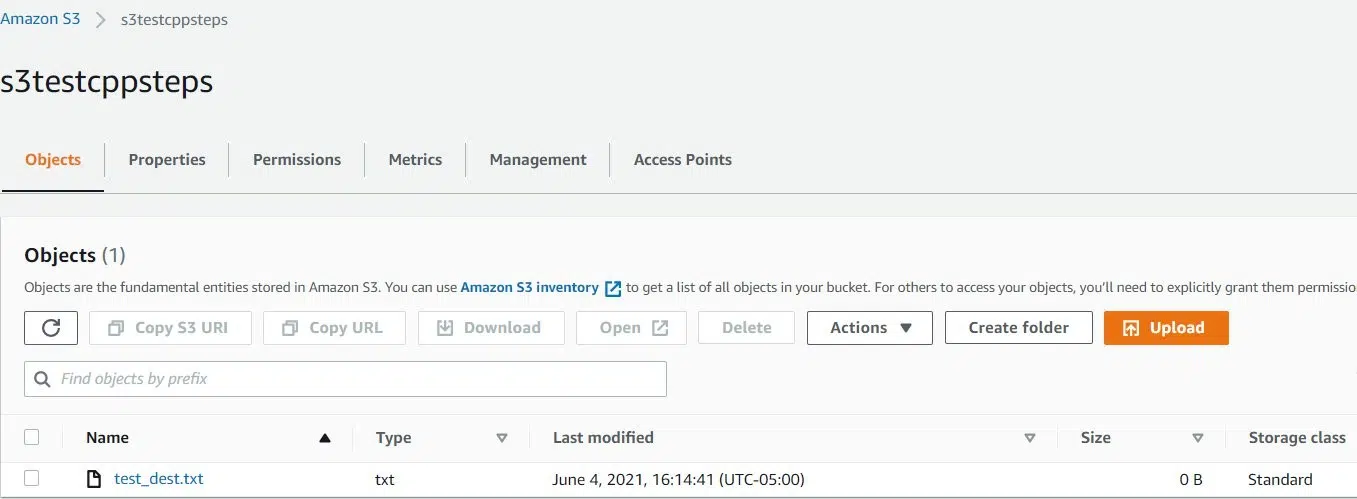 Amazon S3 > s3testcppsteps
s3testcppsteps
Objects Properties Permissions Metrics Management Access Points
Objects (1)
Objects are the fundamental entities stored in Amazon S3. You can use Amazon S3 inventory to get a list of all objects in your bucket. For others to access your objects, you'll need to explicitly grant them permissio
Copy S3 URI Copy URL Download Open Delete Actions Create folder Upload
Find objects by prefix
Name Type Last modified Size Storage class
test_dest.txt txt June 4, 2021, 16:14:41 (UTC-05:00) 0 B Standard